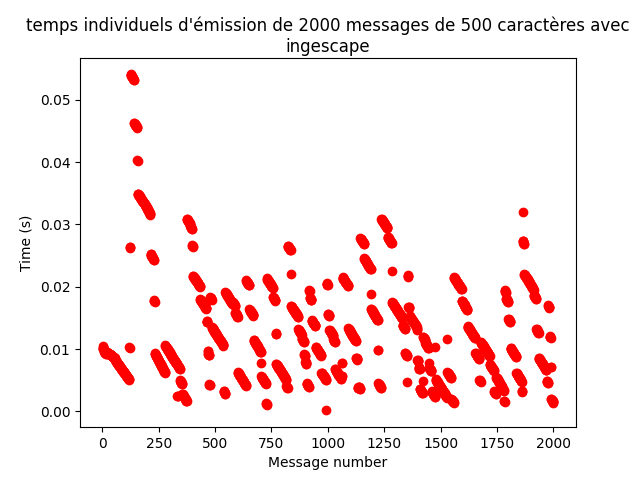 temps individuels d'émission de 2000 messages de 500 caractères avec
ingescape
0.05
0.04
0.03
0.02
0.01
0.00
Time (s)
0 250 500 750 1000 1250 1500 1750 2000
Message number